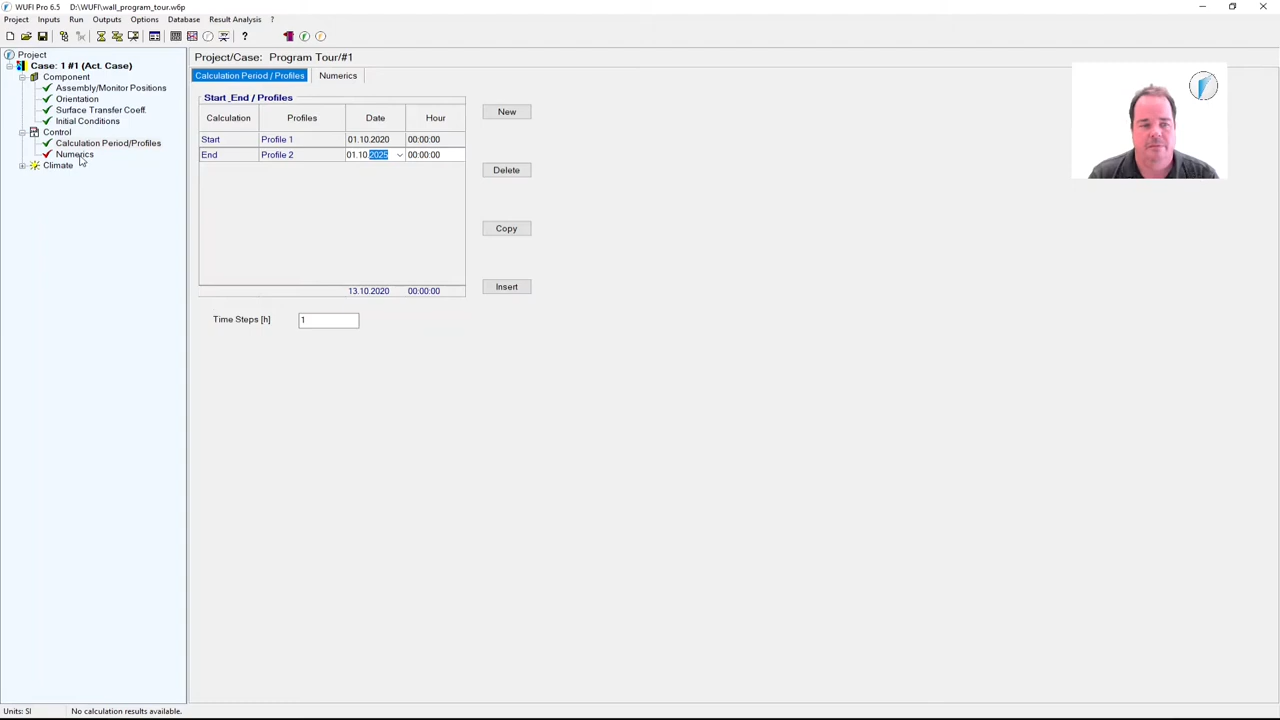 WUFI Pro 6.5 D:\WUFI\wall_program_tour.w6p
Project Inputs Run Outputs Options Database Result Analysis ?
Project
Case: 1 #1 (Act. Case)
Component
Assembly/Monitor Positions
Orientation
Surface Transfer Coeff.
Initial Conditions
Control
Calculation Period/Profiles
Numerics
Climate
Project/Case: Program Tour/#1
Calculation Period / Profiles Numerics
Start_End / Profiles
Calculation Profiles Date Hour
Start Profile 1 01.10.2020 00:00:00
End Profile 2 01.10.2025 00:00:00
13.10.2020 00:00:00
New
Delete
Copy
Insert
Time Steps [h] 1
Units: SI No calculation results available.